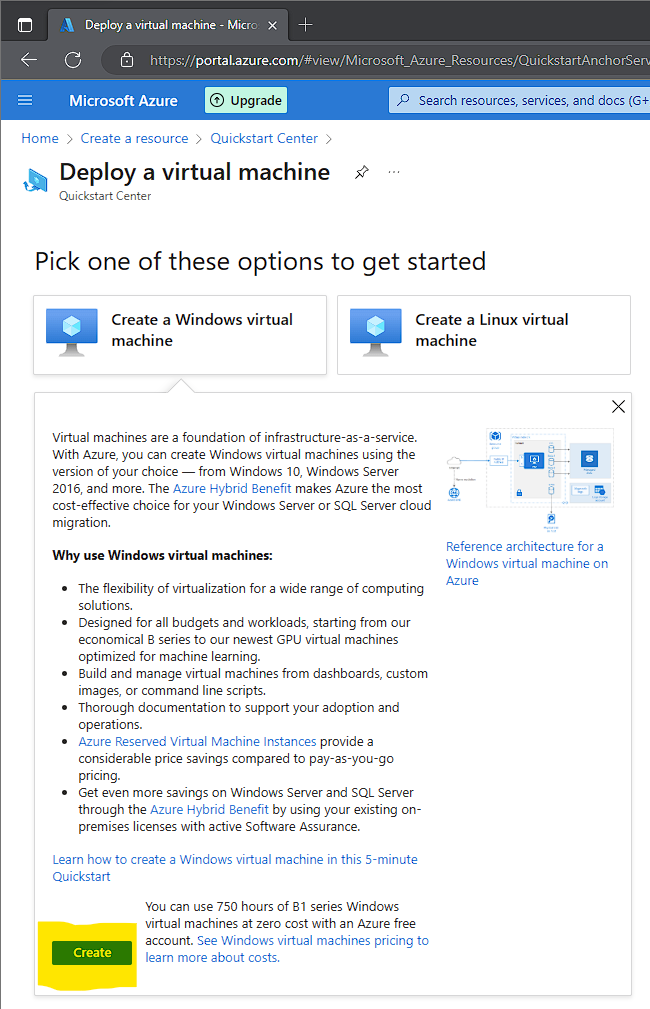 Deploy a virtual machine - Micro
https://portal.azure.com/#view/Microsoft_Azure_Resources/QuickstartAnchorServ
Microsoft Azure
Upgrade
Search resources, services, and docs (G+
Home > Create a resource > Quickstart Center >
Deploy a virtual machine
...
Quickstart Center
Pick one of these options to get started
Create a Windows virtual
machine
Create a Linux virtual
machine
Virtual machines are a foundation of infrastructure-as-a-service.
With Azure, you can create Windows virtual machines using the
version of your choice — from Windows 10, Windows Server
2016, and more. The Azure Hybrid Benefit makes Azure the most
cost-effective choice for your Windows Server or SQL Server cloud
migration.
Reference architecture for a
Windows virtual machine on
Azure
Why use Windows virtual machines:
• The flexibility of virtualization for a wide range of computing
solutions.
• Designed for all budgets and workloads, starting from our
economical B series to our newest GPU virtual machines
optimized for machine learning.
• Build and manage virtual machines from dashboards, custom
images, or command line scripts.
• Thorough documentation to support your adoption and
operations.
• Azure Reserved Virtual Machine Instances provide a
considerable price savings compared to pay-as-you-go
pricing.
• Get even more savings on Windows Server and SQL Server
through the Azure Hybrid Benefit by using your existing on-
premises licenses with active Software Assurance.
Learn how to create a Windows virtual machine in this 5-minute
Quickstart
You can use 750 hours of B1 series Windows
virtual machines at zero cost with an Azure free
account. See Windows virtual machines pricing to
learn more about costs.
Create